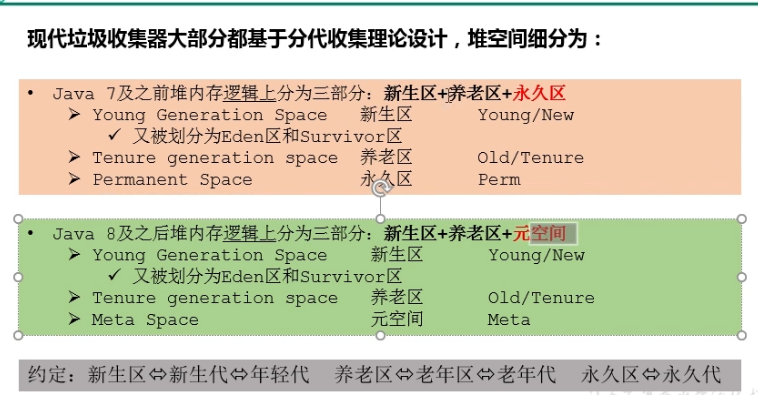 现代垃圾收集器大部分都基于分代收集理论设计，堆空间细分为：
• Java 7及之前堆内存逻辑上分为三部分：新生区+养老区+永久区
➢ Young Generation Space 新生区 Young/New
✓ 又被划分为Eden区和Survivor区
➢ Tenure generation space 养老区 Old/Tenure
➢ Permanent Space 永久区 Perm
• Java 8及之后堆内存逻辑上分为三部分：新生区+养老区+元空间
➢ Young Generation Space 新生区 Young/New
✓ 又被划分为Eden区和Survivor区
➢ Tenure generation space 养老区 Old/Tenure
➢ Meta Space 元空间 Meta
约定：新生区⇔新生代⇔年轻代 养老区⇔老年区⇔老年代 永久区⇔永久代